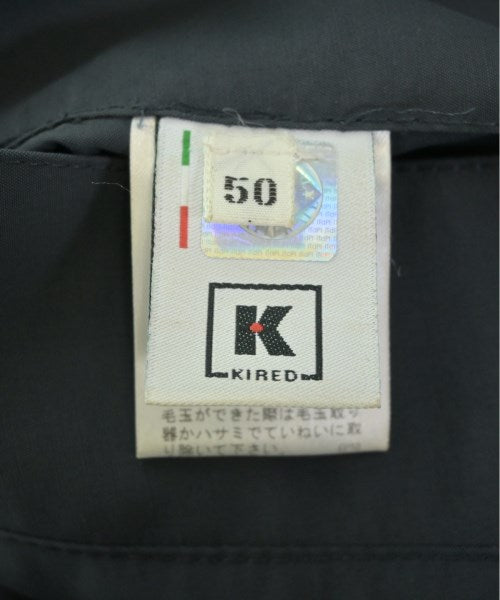 50
K
KIRED
毛玉ができた際は毛玉取り
器かハサミでていねいに取
り除いて下さい。